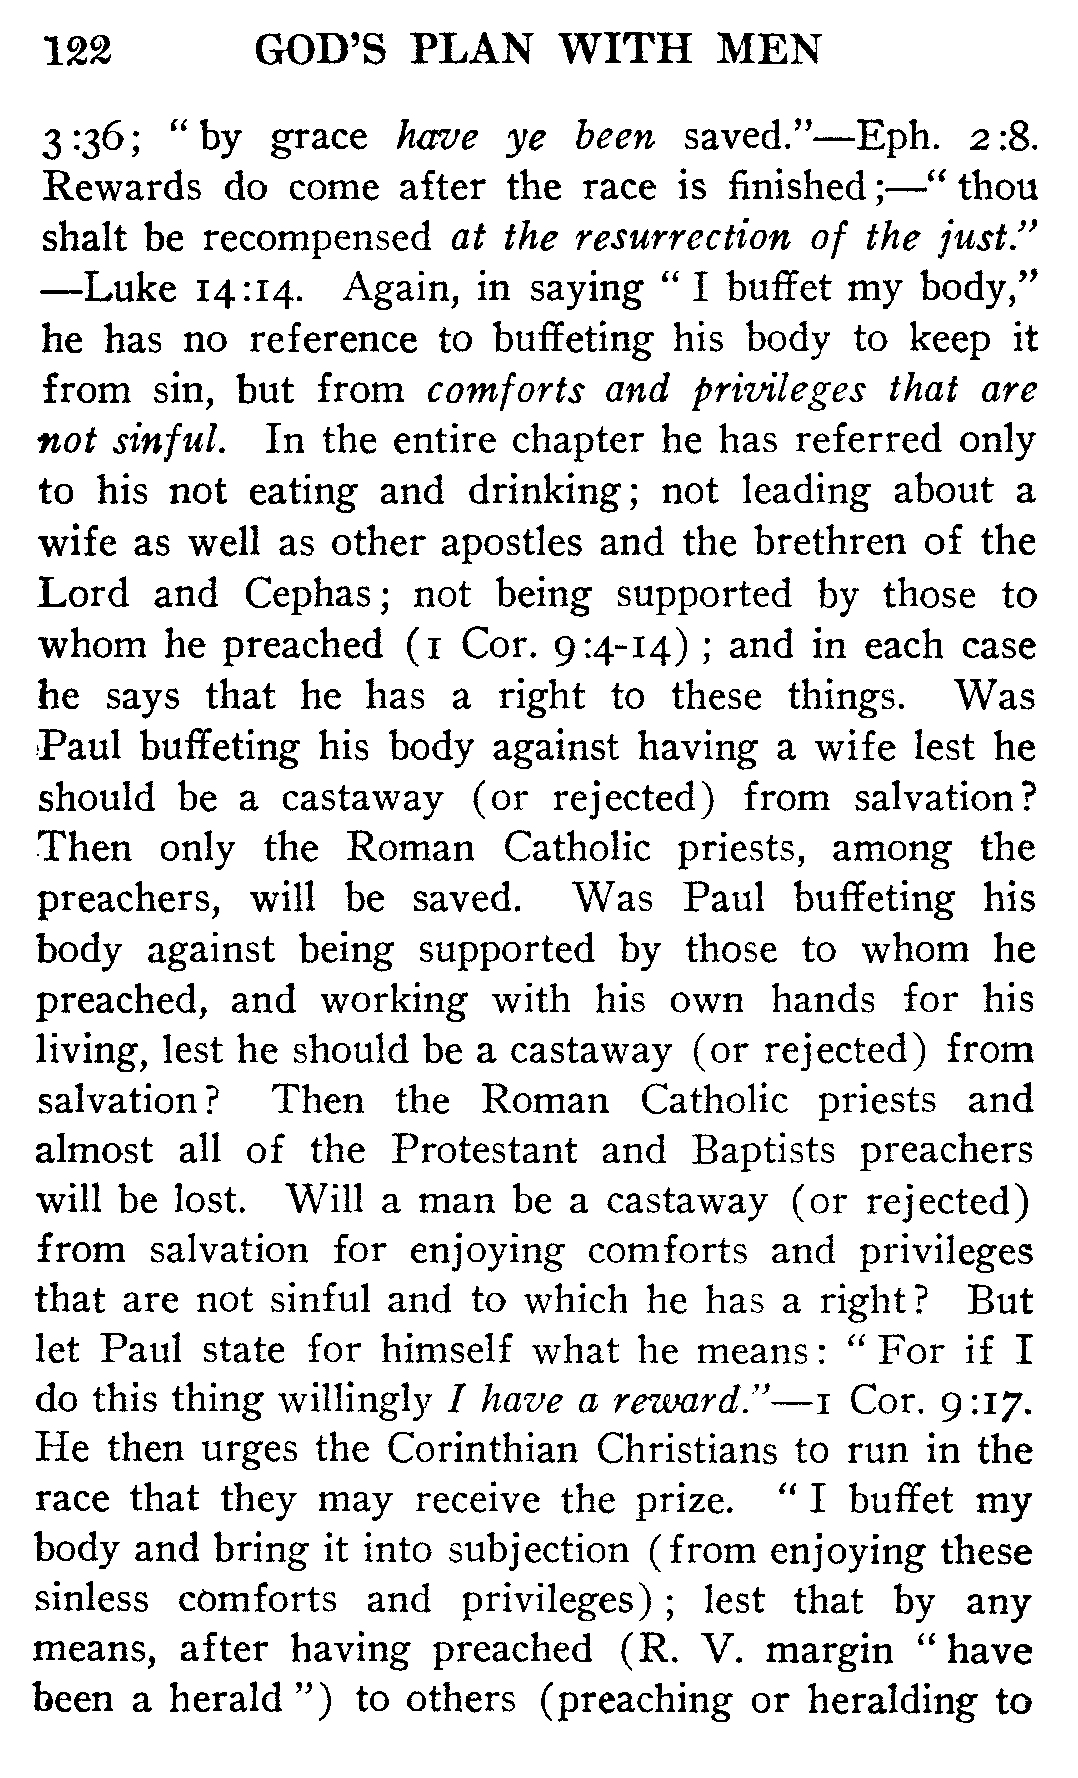 122 GOD'S PLAN WITH MEN
3:36; "by grace have ye been saved."—Eph. 2:8.
Rewards do come after the race is finished;—"thou
shalt be recompensed at the resurrection of the just."
—Luke 14:14. Again, in saying "I buffet my body,"
he has no reference to buffeting his body to keep it
from sin, but from comforts and privileges that are
not sinful. In the entire chapter he has referred only
to his not eating and drinking; not leading about a
wife as well as other apostles and the brethren of the
Lord and Cephas; not being supported by those to
whom he preached (1 Cor. 9:4-14); and in each case
he says that he has a right to these things. Was
Paul buffeting his body against having a wife lest he
should be a castaway (or rejected) from salvation?
Then only the Roman Catholic priests, among the
preachers, will be saved. Was Paul buffeting his
body against being supported by those to whom he
preached, and working with his own hands for his
living, lest he should be a castaway (or rejected) from
salvation? Then the Roman Catholic priests and
almost all of the Protestant and Baptists preachers
will be lost. Will a man be a castaway (or rejected)
from salvation for enjoying comforts and privileges
that are not sinful and to which he has a right? But
let Paul state for himself what he means: "For if I
do this thing willingly I have a reward."—1 Cor. 9:17.
He then urges the Corinthian Christians to run in the
race that they may receive the prize. "I buffet my
body and bring it into subjection (from enjoying these
sinless comforts and privileges); lest that by any
means, after having preached (R. V. margin "have
been a herald") to others (preaching or heralding to